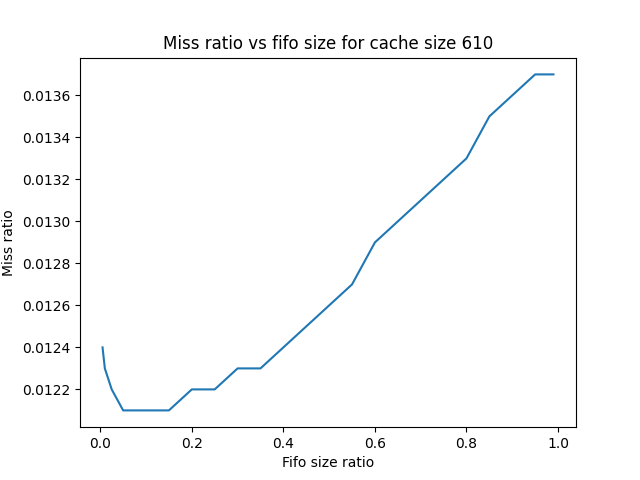 Miss ratio vs fifo size for cache size 610
0.0136
0.0134
0.0132
0.0130
0.0128
0.0126
0.0124
0.0122
Miss ratio
0.0 0.2 0.4 0.6 0.8 1.0
Fifo size ratio